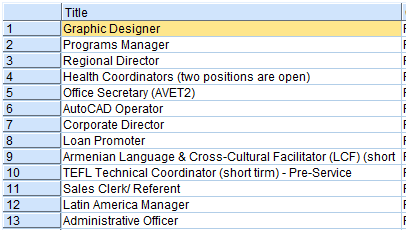 Title
1 Graphic Designer
2 Programs Manager
3 Regional Director
4 Health Coordinators (two positions are open)
5 Office Secretary (AVET2)
6 AutoCAD Operator
7 Corporate Director
8 Loan Promoter
9 Armenian Language & Cross-Cultural Facilitator (LCF) (short
10 TEFL Technical Coordinator (short tirm) - Pre-Service
11 Sales Clerk/ Referent
12 Latin America Manager
13 Administrative Officer